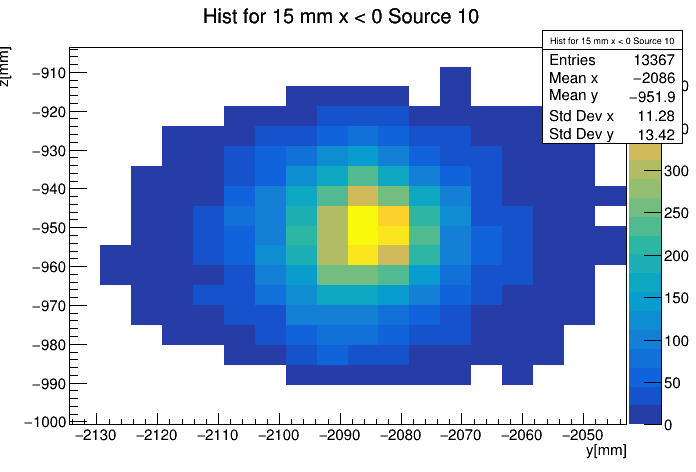 Hist for 15 mm x < 0 Source 10
z[mm]
Hist for 15 mm x < 0 Source 10
Entries 13367
Mean x −2086
Mean y −951.9
Std Dev x 11.28
Std Dev y 13.42
−910
−920
−930
−940
−950
−960
−970
−980
−990
−1000
−2130 −2120 −2110 −2100 −2090 −2080 −2070 −2060 −2050
y[mm]
300
250
200
150
100
50
0